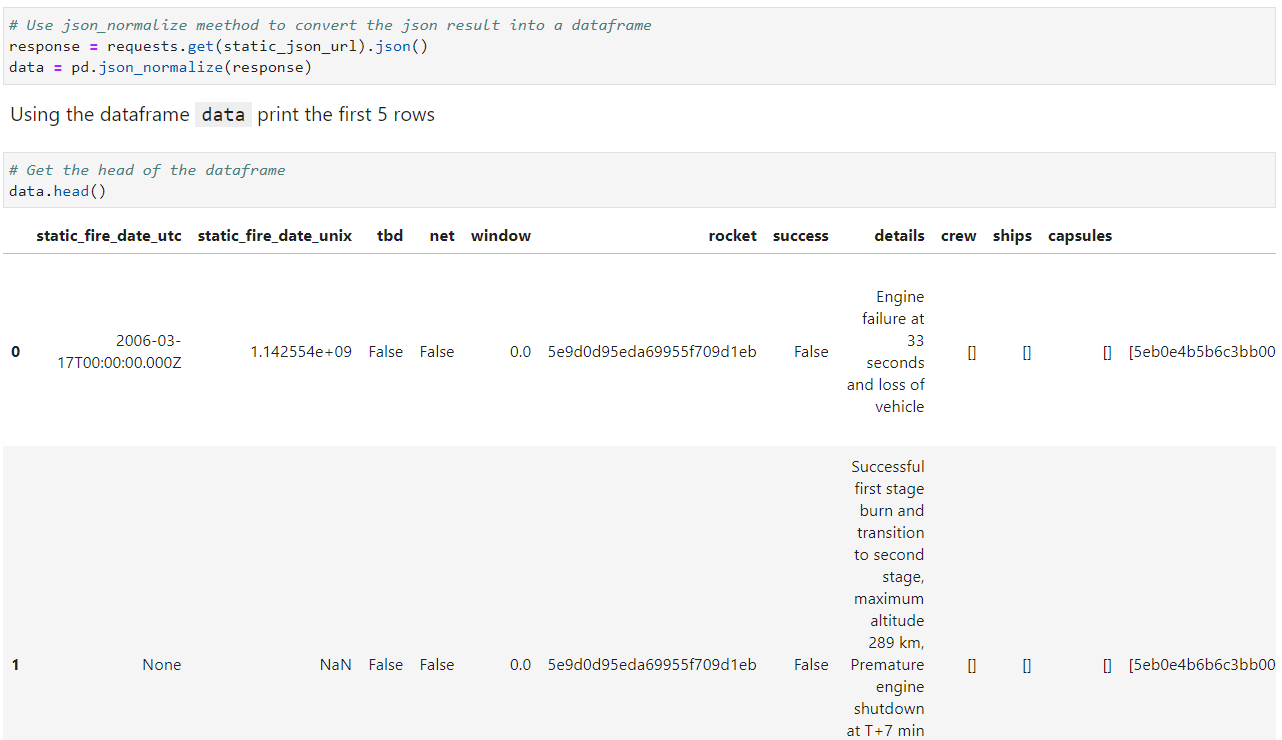 # Use json_normalize meethod to convert the json result into a dataframe
response = requests.get(static_json_url).json()
data = pd.json_normalize(response)
Using the dataframe data print the first 5 rows
# Get the head of the dataframe
data.head()
static_fire_date_utc static_fire_date_unix tbd net window rocket success details crew ships capsules
Engine
failure at
2006-03- 33
0 17T00:00:00.000Z 1.142554e+09 False False 0.0 5e9d0d95eda69955f709d1eb False seconds [] [] [] [5eb0e4b5b6c3bb00
and loss of
vehicle
Successful
first stage
burn and
transition
to second
stage,
maximum
altitude
289 km,
1 None NaN False False 0.0 5e9d0d95eda69955f709d1eb False Premature [] [] [] [5eb0e4b6b6c3bb00
engine
shutdown
at T+7 min